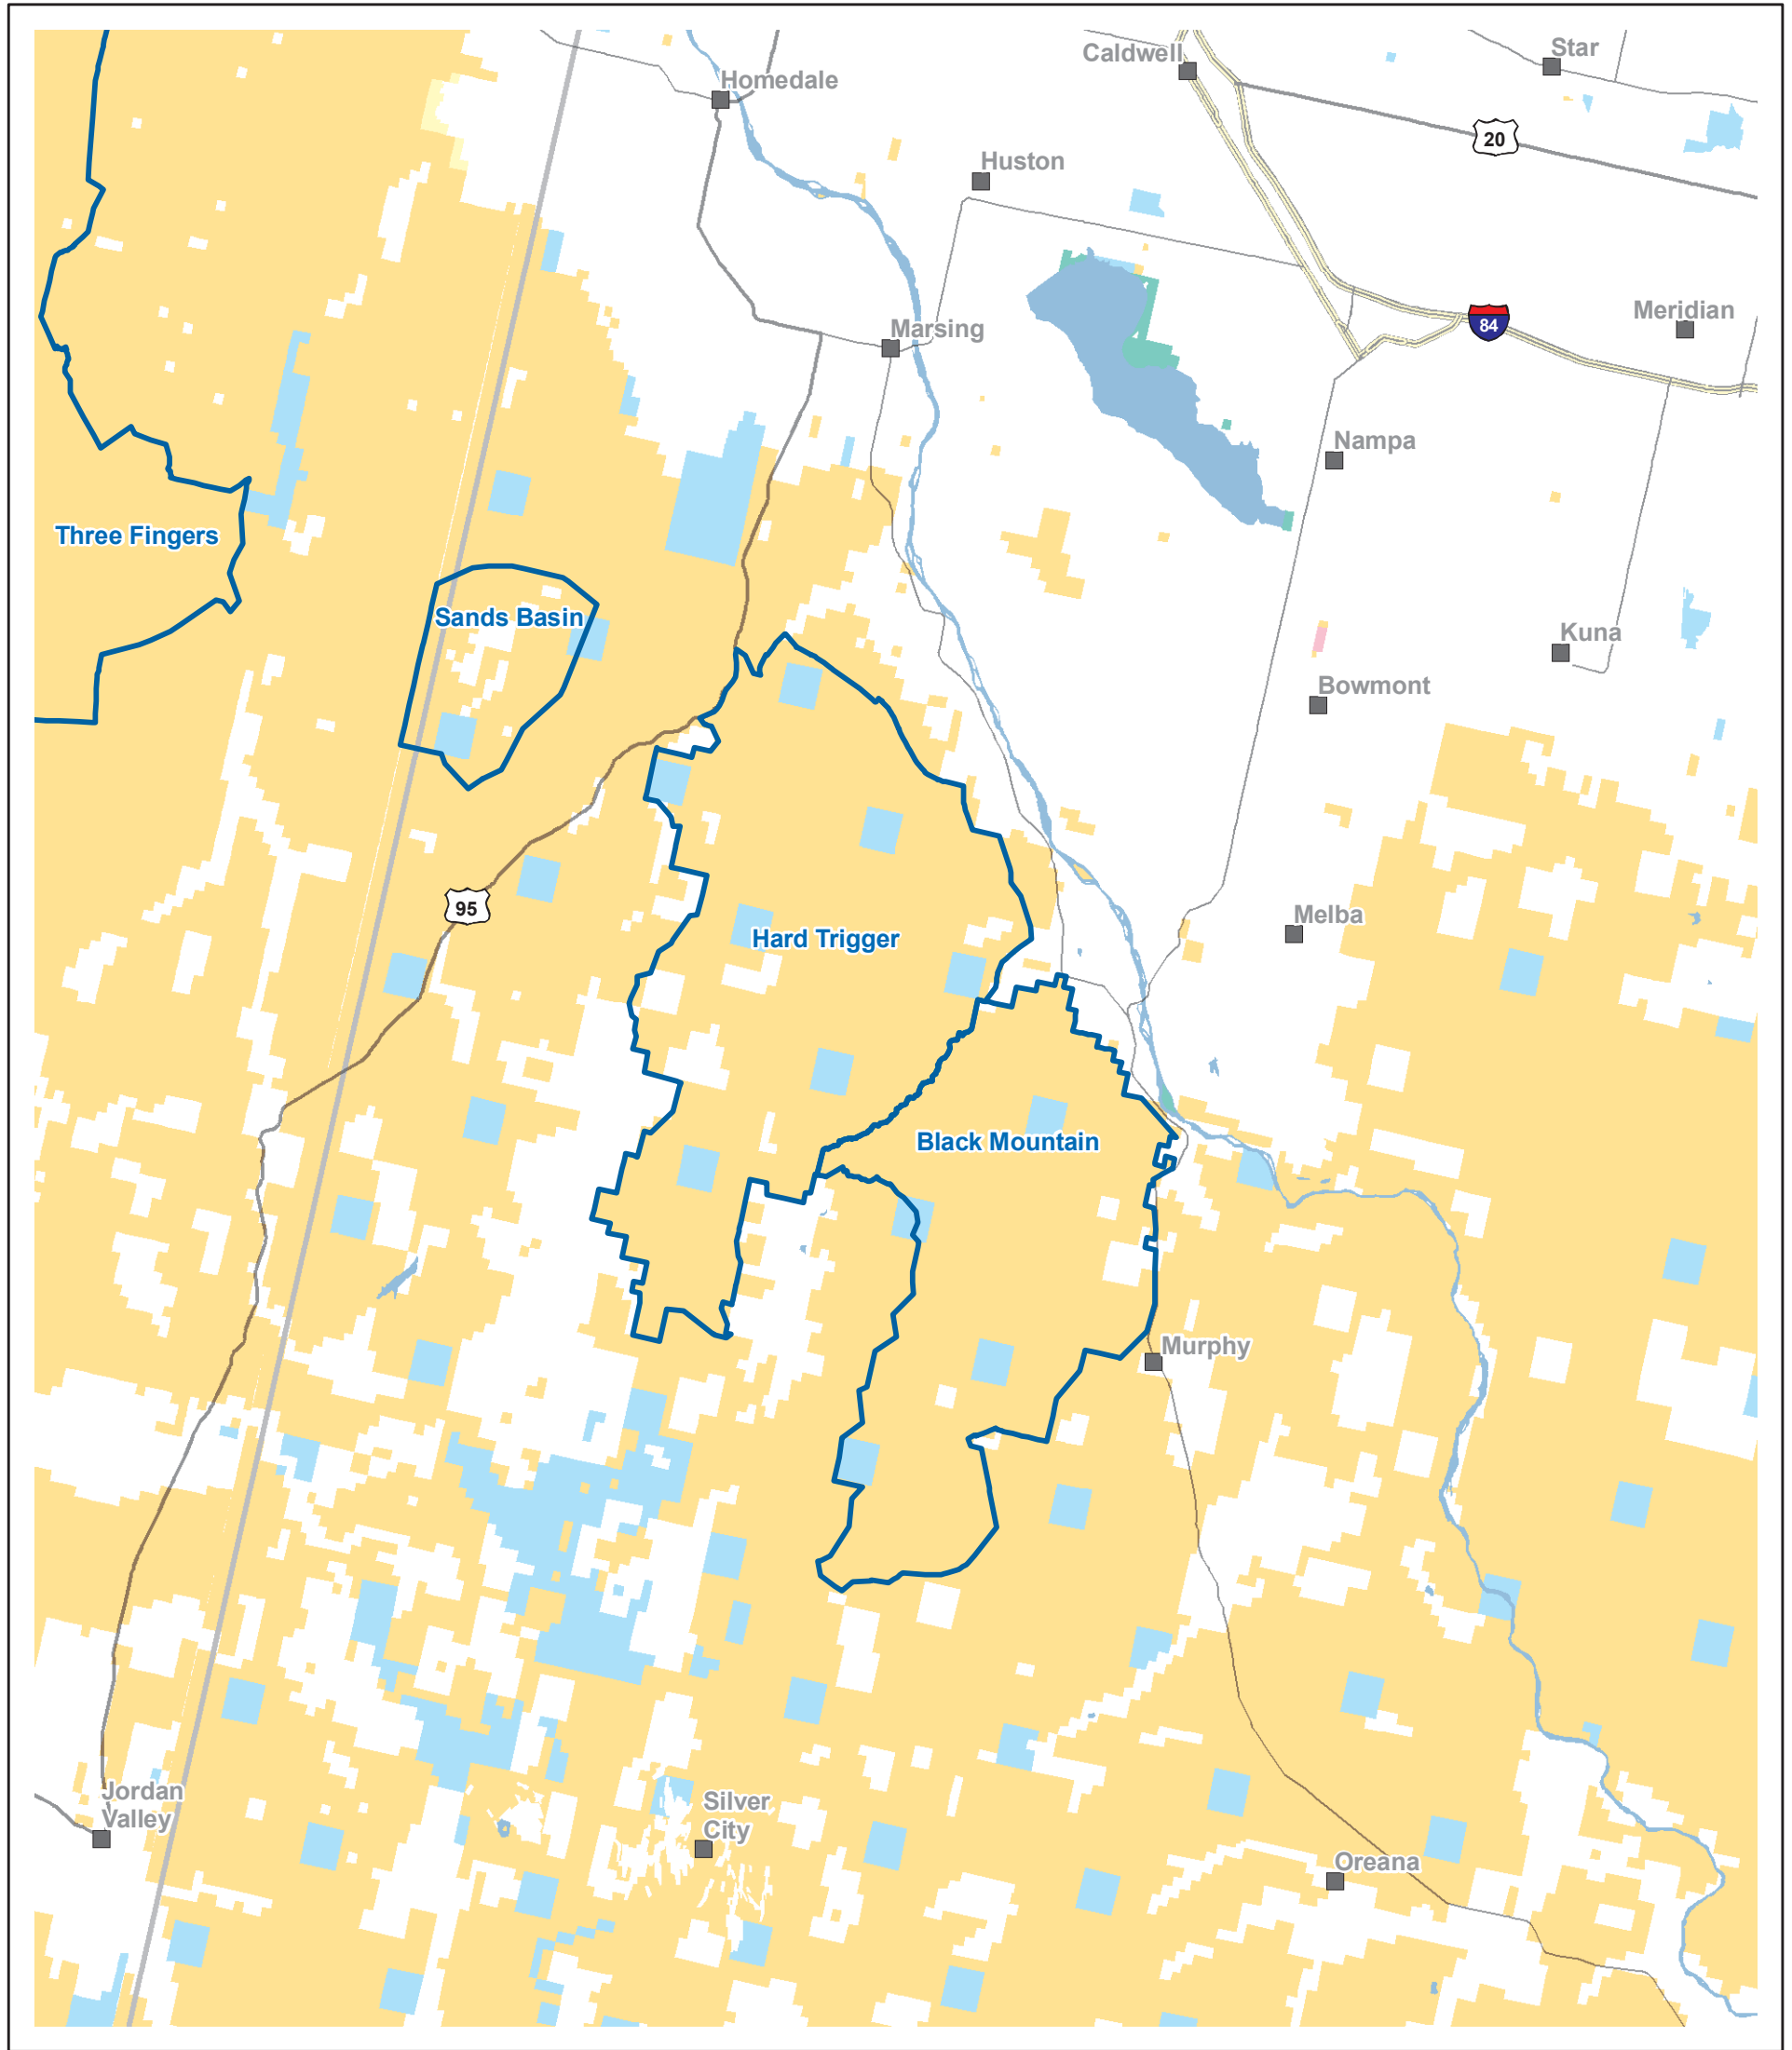 Star
Caldwell
Homedale
20
Huston
Meridian
84
Marsing
Nampa
Three Fingers
Sands Basin
Kuna
Bowmont
95
Melba
Hard Trigger
Black Mountain
Murphy
Jordan
Valley
Silver
City
Oreana